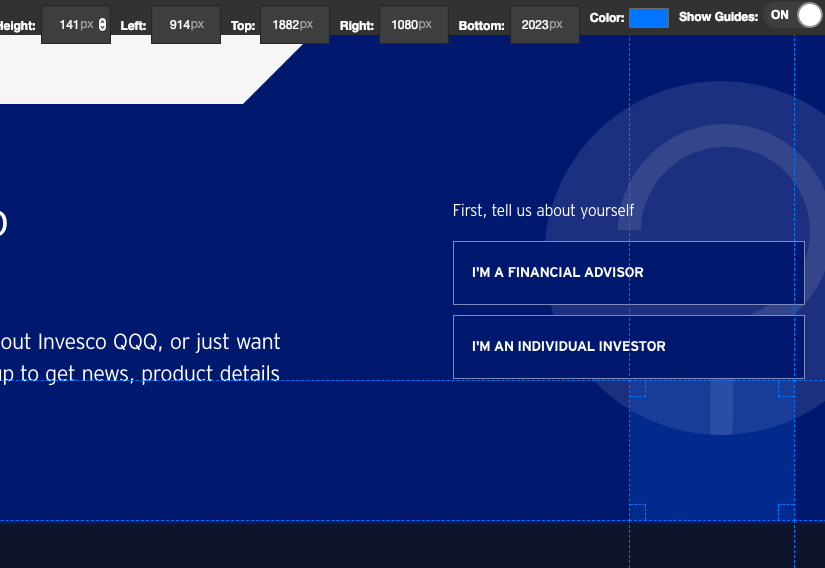 Height: 141px Left: 914px Top: 1882px Right: 1080px Bottom: 2023px Color: Show Guides: ON
First, tell us about yourself
I'M A FINANCIAL ADVISOR
out Invesco QQQ, or just want
I'M AN INDIVIDUAL INVESTOR
up to get news, product details